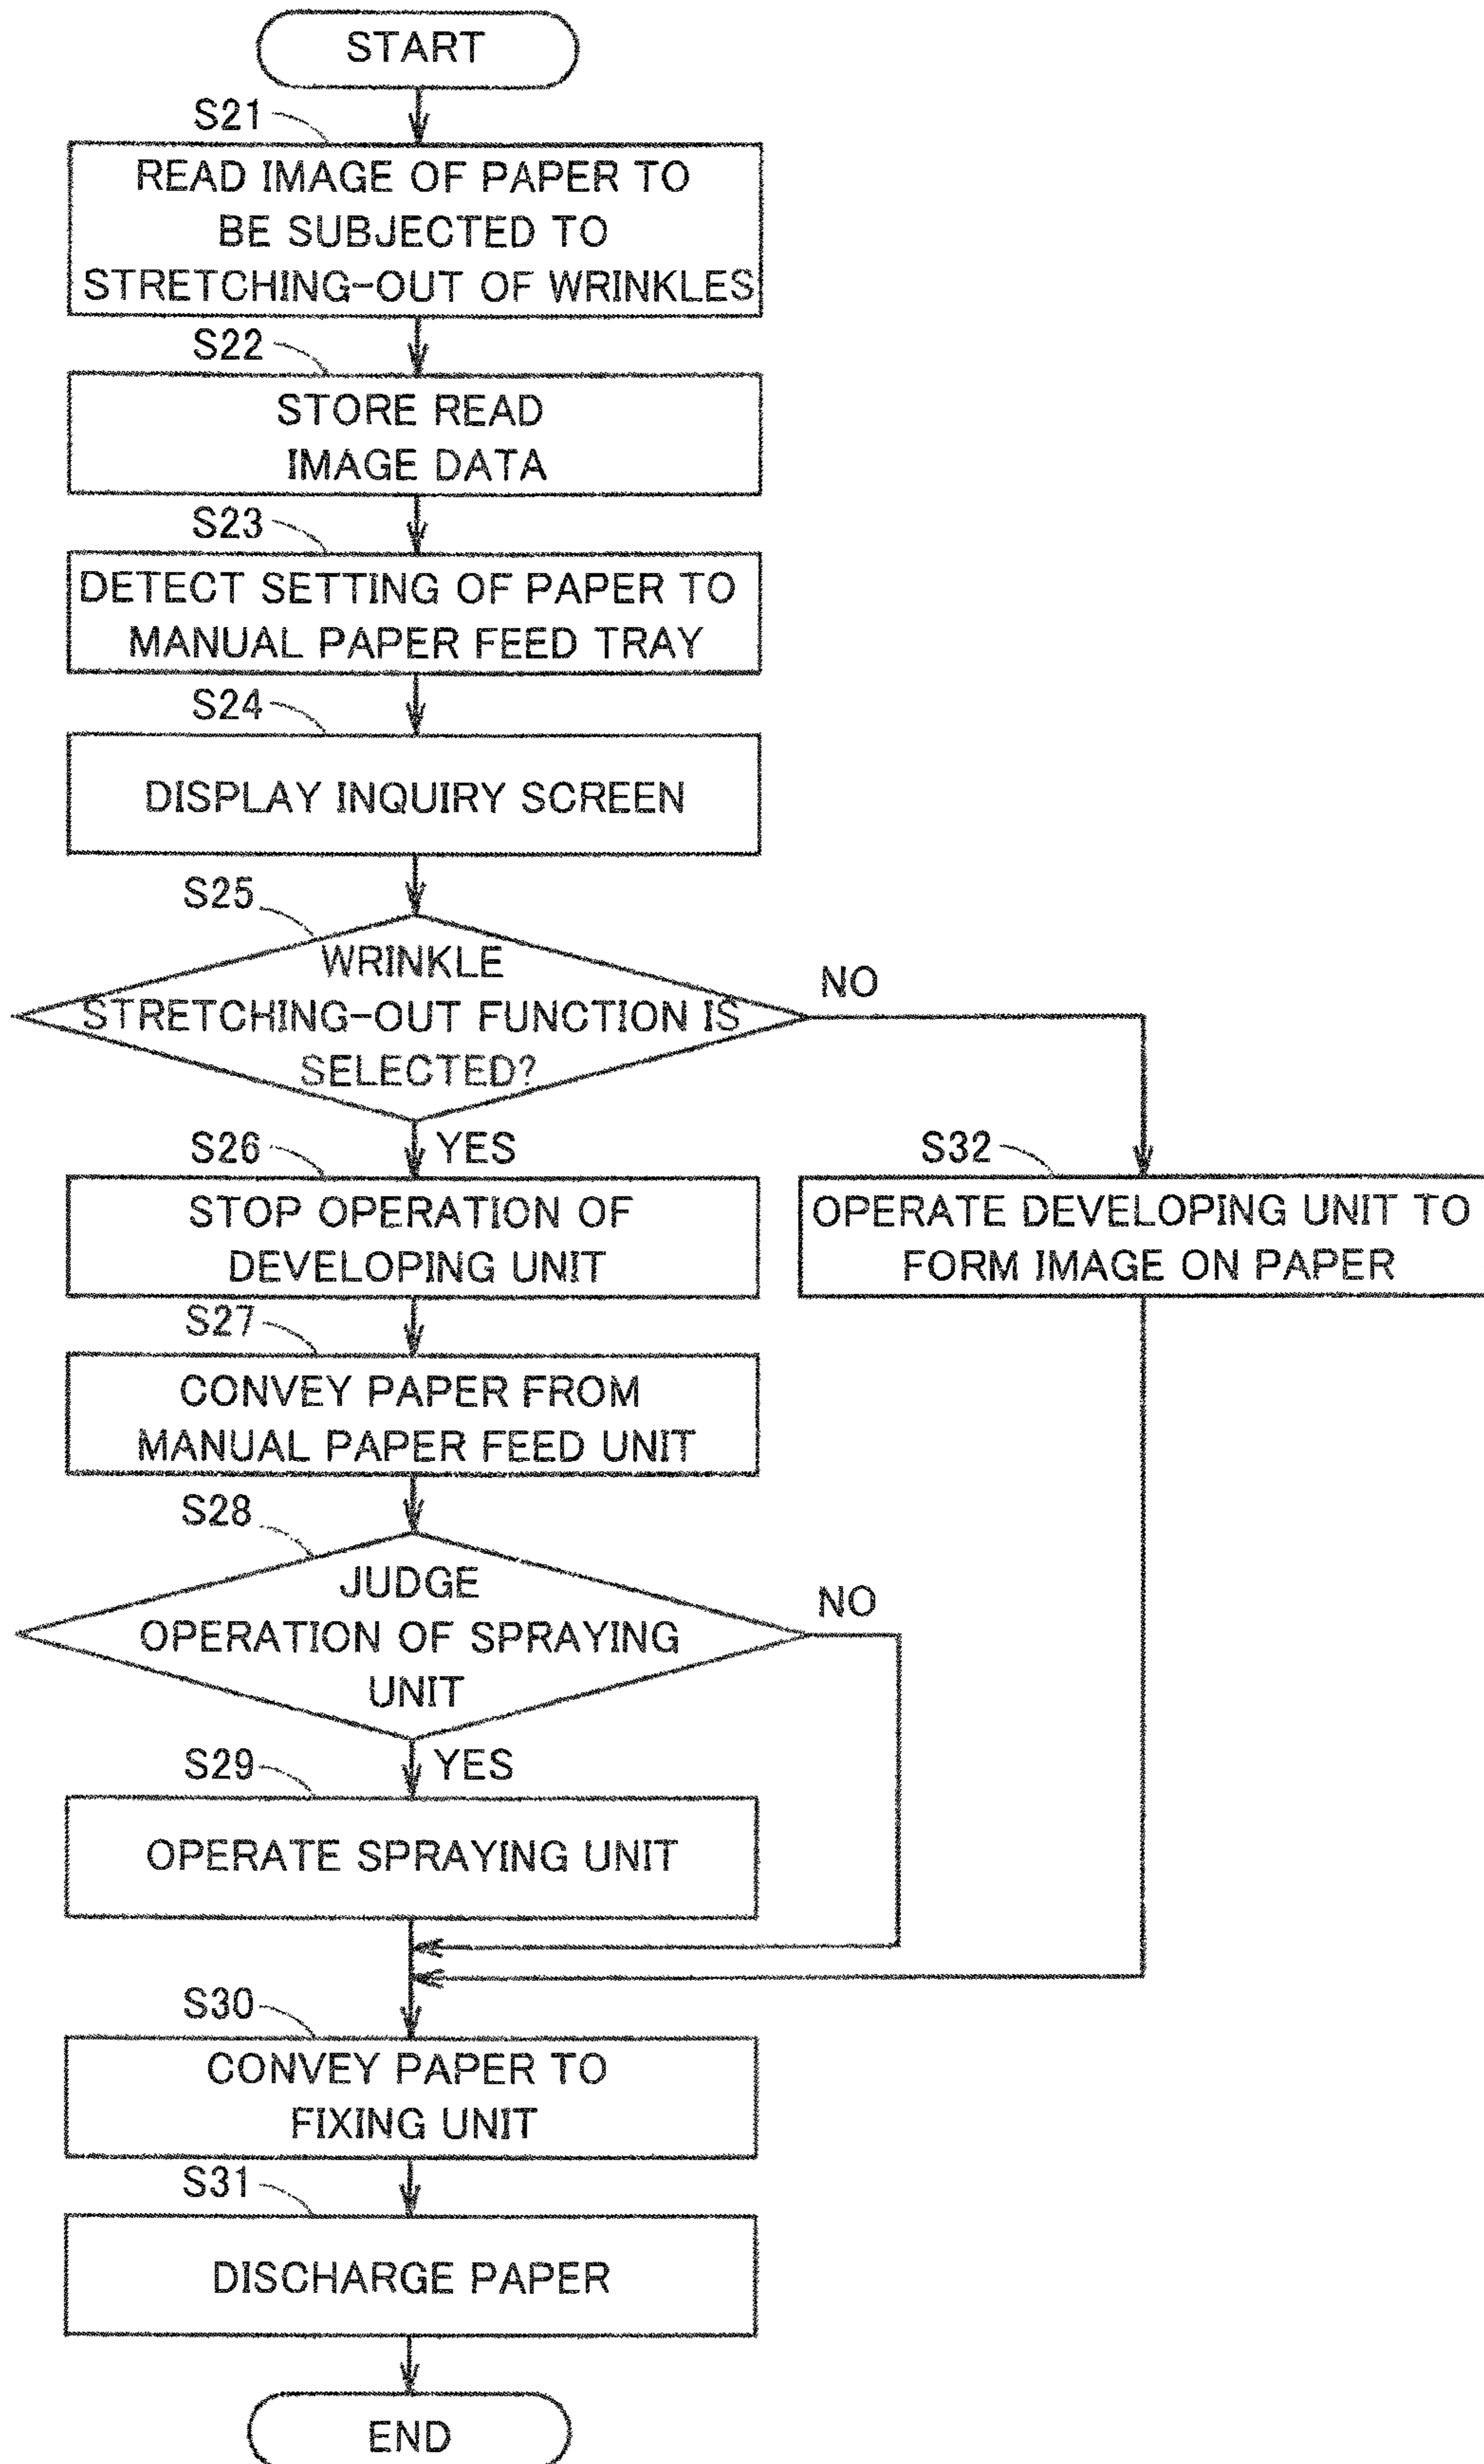 START
S21
READ IMAGE OF PAPER TO
BE SUBJECTED TO
STRETCHING-OUT OF WRINKLES
S22
STORE READ
IMAGE DATA
S23
DETECT SETTING OF PAPER TO
MANUAL PAPER FEED TRAY
S24
DISPLAY INQUIRY SCREEN
S25
WRINKLE
STRETCHING-OUT FUNCTION IS
SELECTED?
NO
YES
S26
STOP OPERATION OF
DEVELOPING UNIT
S32
OPERATE DEVELOPING UNIT TO
FORM IMAGE ON PAPER
S27
CONVEY PAPER FROM
MANUAL PAPER FEED UNIT
S28
JUDGE
OPERATION OF SPRAYING
UNIT
NO
YES
S29
OPERATE SPRAYING UNIT
S30
CONVEY PAPER TO
FIXING UNIT
S31
DISCHARGE PAPER
END